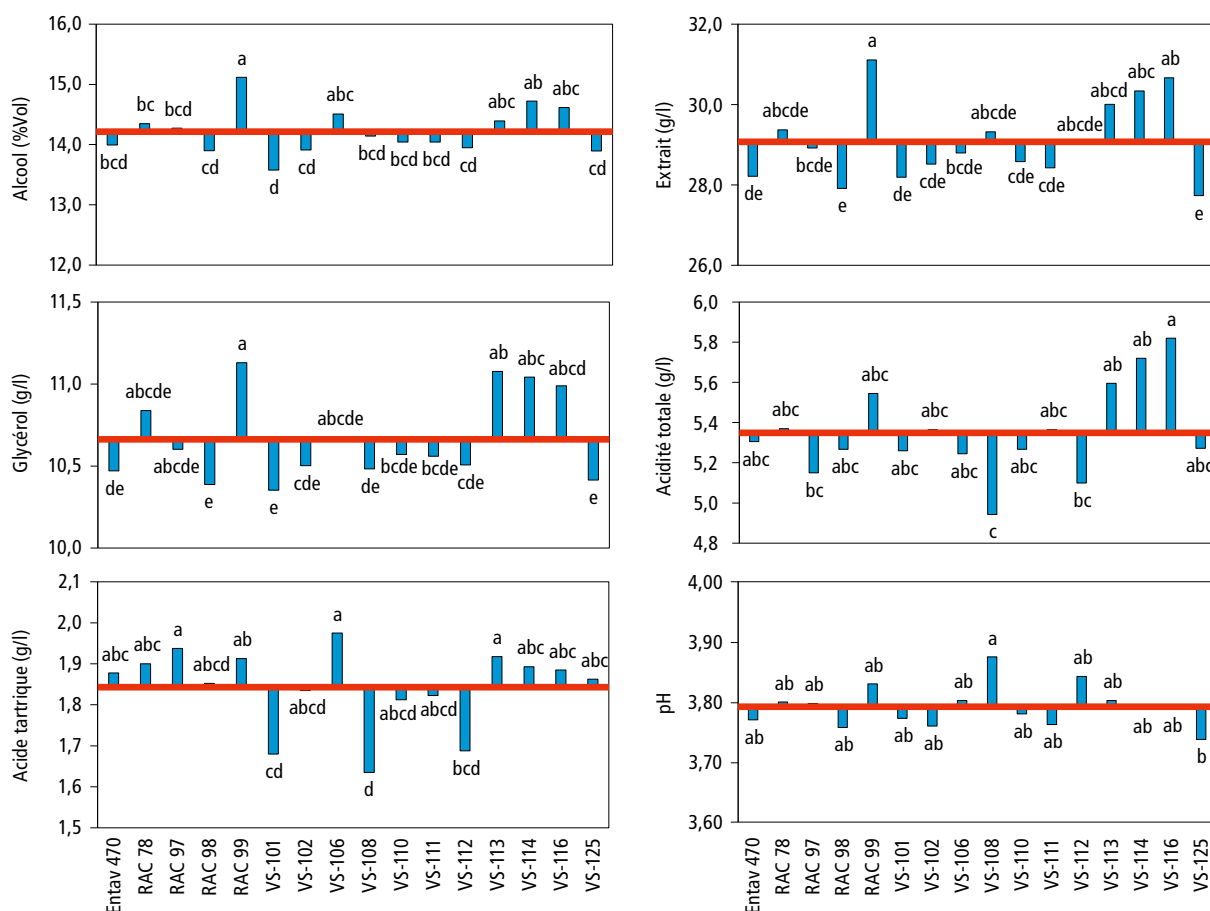 Alcool (%Vol)
16,0
15,0
14,0
13,0
12,0
bcd
bc
bcd
cd
a
d
cd
abc
bcd
bcd
bcd
cd
abc
ab
abc
cd
Extrait (g/l)
32,0
30,0
28,0
26,0
de
abcde
bcde
e
a
de
cde
bcde
abcde
cde
cde
abcde
abcd
abc
ab
e
Glycérol (g/l)
11,5
11,0
10,5
10,0
de
abcde
abcde
e
a
e
cde
abcde
de
bcde
bcde
cde
ab
abc
abcd
e
Acidité totale (g/l)
6,0
5,8
5,6
5,4
5,2
5,0
4,8
abc
abc
bc
abc
abc
abc
abc
abc
c
abc
abc
bc
ab
ab
a
abc
Acide tartrique (g/l)
2,1
2,0
1,9
1,8
1,7
1,6
1,5
abc
abc
a
abcd
ab
cd
abcd
a
d
abcd
abcd
bcd
a
abc
abc
abc
Entav 470
RAC 78
RAC 97
RAC 98
RAC 99
VS-101
VS-102
VS-106
VS-108
VS-110
VS-111
VS-112
VS-113
VS-114
VS-116
VS-125
pH
4,00
3,90
3,80
3,70
3,60
ab
ab
ab
ab
ab
ab
ab
ab
a
ab
ab
ab
ab
ab
ab
b
Entav 470
RAC 78
RAC 97
RAC 98
RAC 99
VS-101
VS-102
VS-106
VS-108
VS-110
VS-111
VS-112
VS-113
VS-114
VS-116
VS-125